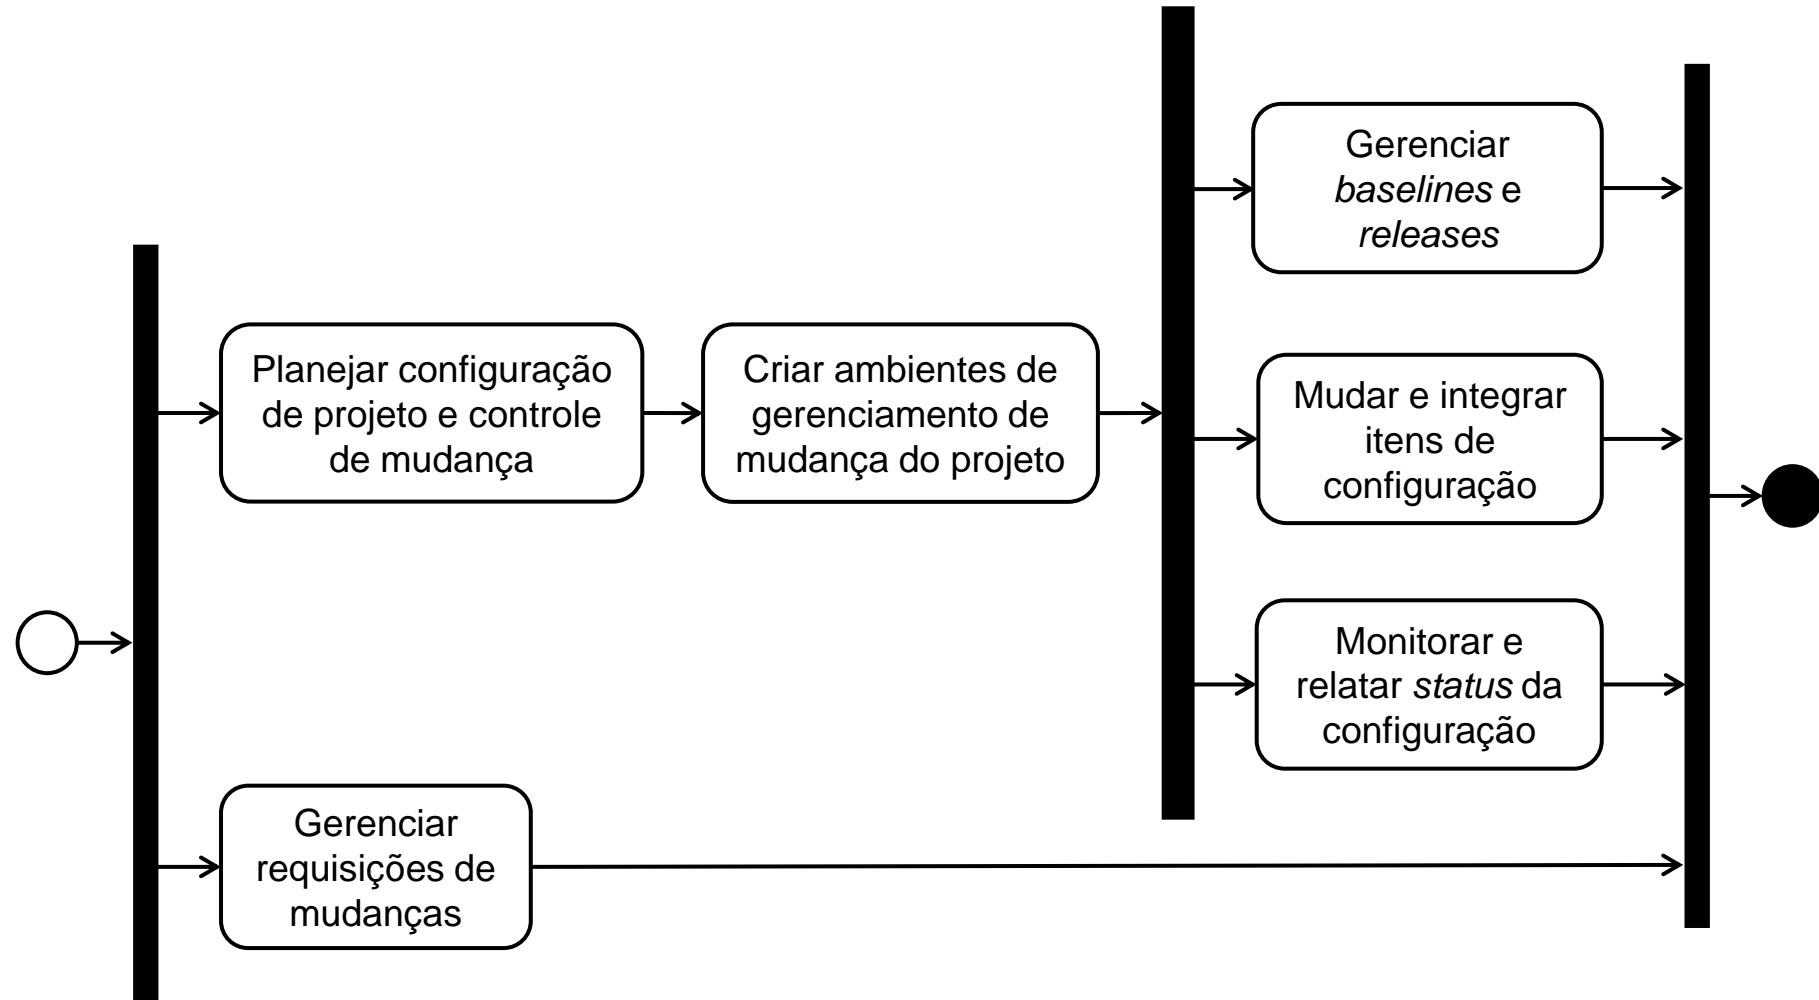 Planejar configuração
de projeto e controle
de mudança
Criar ambientes de
gerenciamento de
mudança do projeto
Gerenciar
baselines e
releases
Mudar e integrar
itens de
configuração
Monitorar e
relatar status da
configuração
Gerenciar
requisições de
mudanças